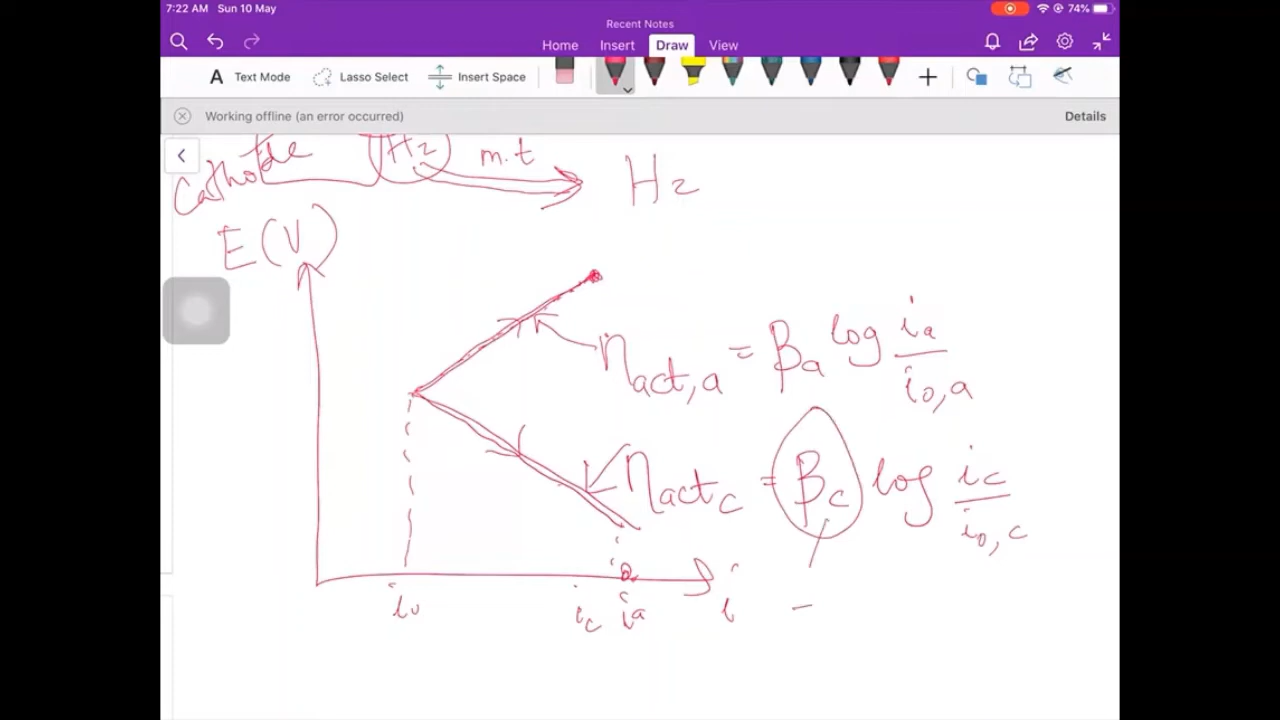 7:22 AM Sun 10 May
74%
Recent Notes
Home Insert Draw View
Text Mode Lasso Select Insert Space
Working offline (an error occurred) Details
Cathode H2 m.t H2
E(V)
ηact,a = βa log ia/io,a
ηactc = βc log ic/io,c
io ic ia i